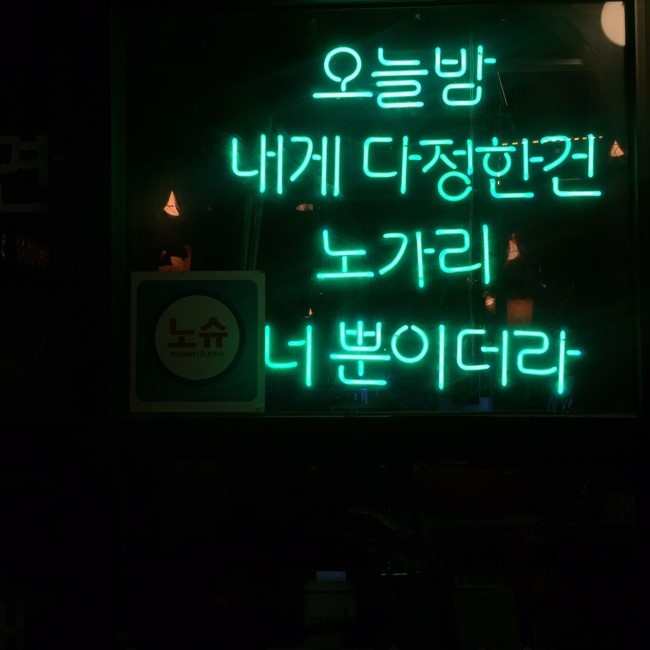 오늘밤
내게 다정한건
노가리
너 뿐이더라
노슈